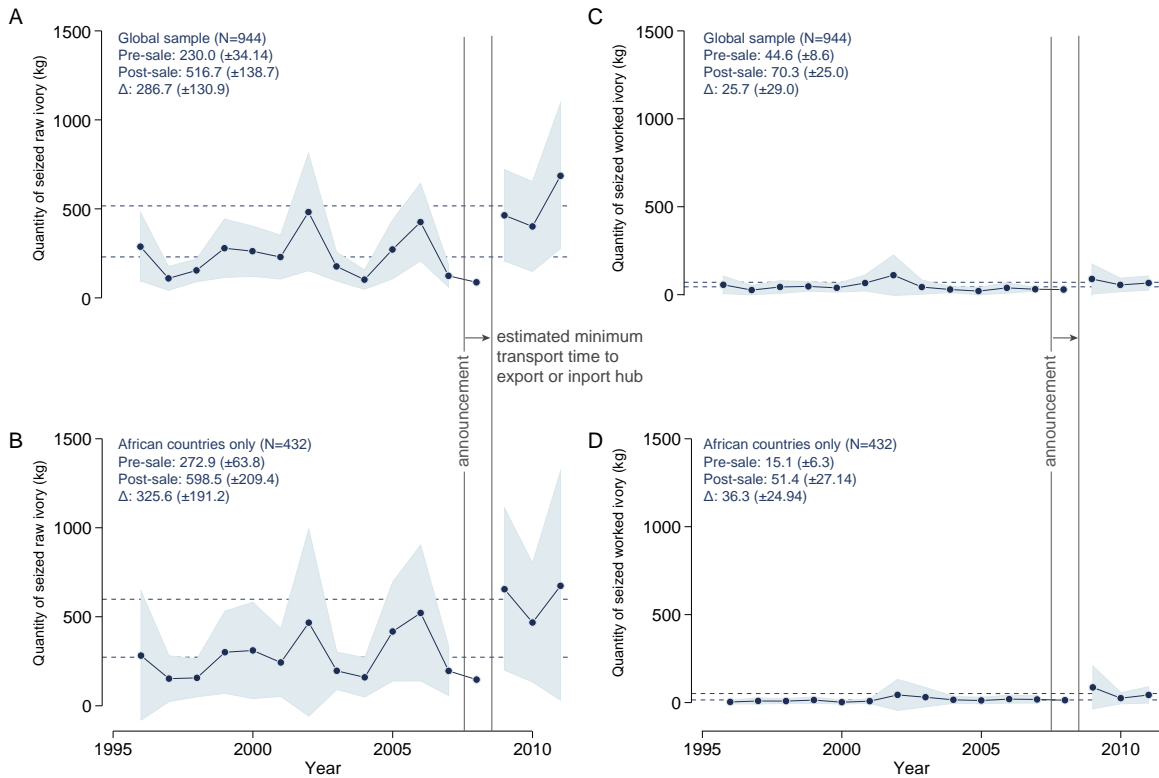 A
1500
1000
500
0
Quantity of seized raw ivory (kg)
Global sample (N=944)
Pre-sale: 230.0 (±34.14)
Post-sale: 516.7 (±138.7)
Δ: 286.7 (±130.9)
C
1500
1000
500
0
Quantity of seized worked ivory (kg)
Global sample (N=944)
Pre-sale: 44.6 (±8.6)
Post-sale: 70.3 (±25.0)
Δ: 25.7 (±29.0)
announcement
estimated minimum
transport time to
export or inport hub
announcement
B
1500
1000
500
0
Quantity of seized raw ivory (kg)
African countries only (N=432)
Pre-sale: 272.9 (±63.8)
Post-sale: 598.5 (±209.4)
Δ: 325.6 (±191.2)
1995 2000 2005 2010
Year
D
1500
1000
500
0
Quantity of seized worked ivory (kg)
African countries only (N=432)
Pre-sale: 15.1 (±6.3)
Post-sale: 51.4 (±27.14)
Δ: 36.3 (±24.94)
1995 2000 2005 2010
Year